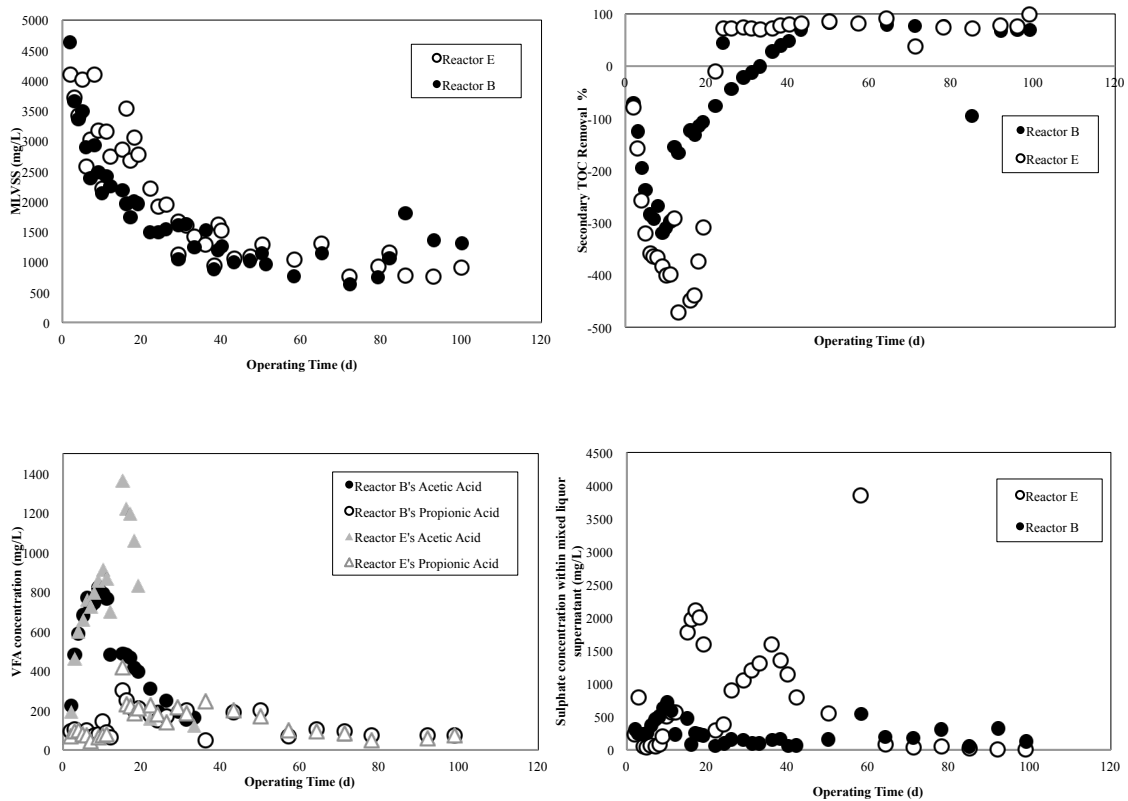 5000
4500
4000
3500
3000
2500
2000
1500
1000
500
0
MLVSS (mg/L)
0 20 40 60 80 100 120
Operating Time (d)
Reactor E
Reactor B
100
0
-100
-200
-300
-400
-500
Secondary TOC Removal %
0 20 40 60 80 100 120
Operating Time (d)
Reactor B
Reactor E
1400
1200
1000
800
600
400
200
0
VFA concentration (mg/L)
0 20 40 60 80 100 120
Operating Time (d)
Reactor B's Acetic Acid
Reactor B's Propionic Acid
Reactor E's Acetic Acid
Reactor E's Propionic Acid
4500
4000
3500
3000
2500
2000
1500
1000
500
0
Sulphate concentration within mixed liquor
supernatant (mg/L)
0 20 40 60 80 100 120
Operating Time (d)
Reactor E
Reactor B